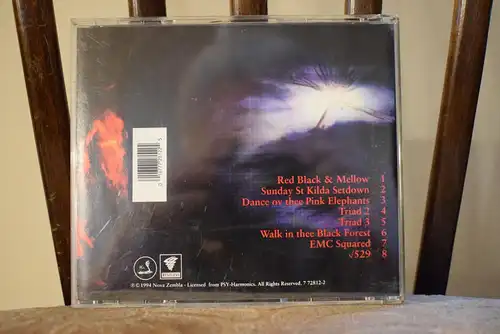 Red Black & Mellow 1
Sunday St Kilda Setdown 2
Dance ov thee Pink Elephants 3
Triad 2 4
Triad 3 5
Walk in thee Black Forest 6
EMC Squared 7
√529 8
℗ © 1994 Nova Zembla - Licensed from PSY-Harmonics. All Rights Reserved. 7 72812-2